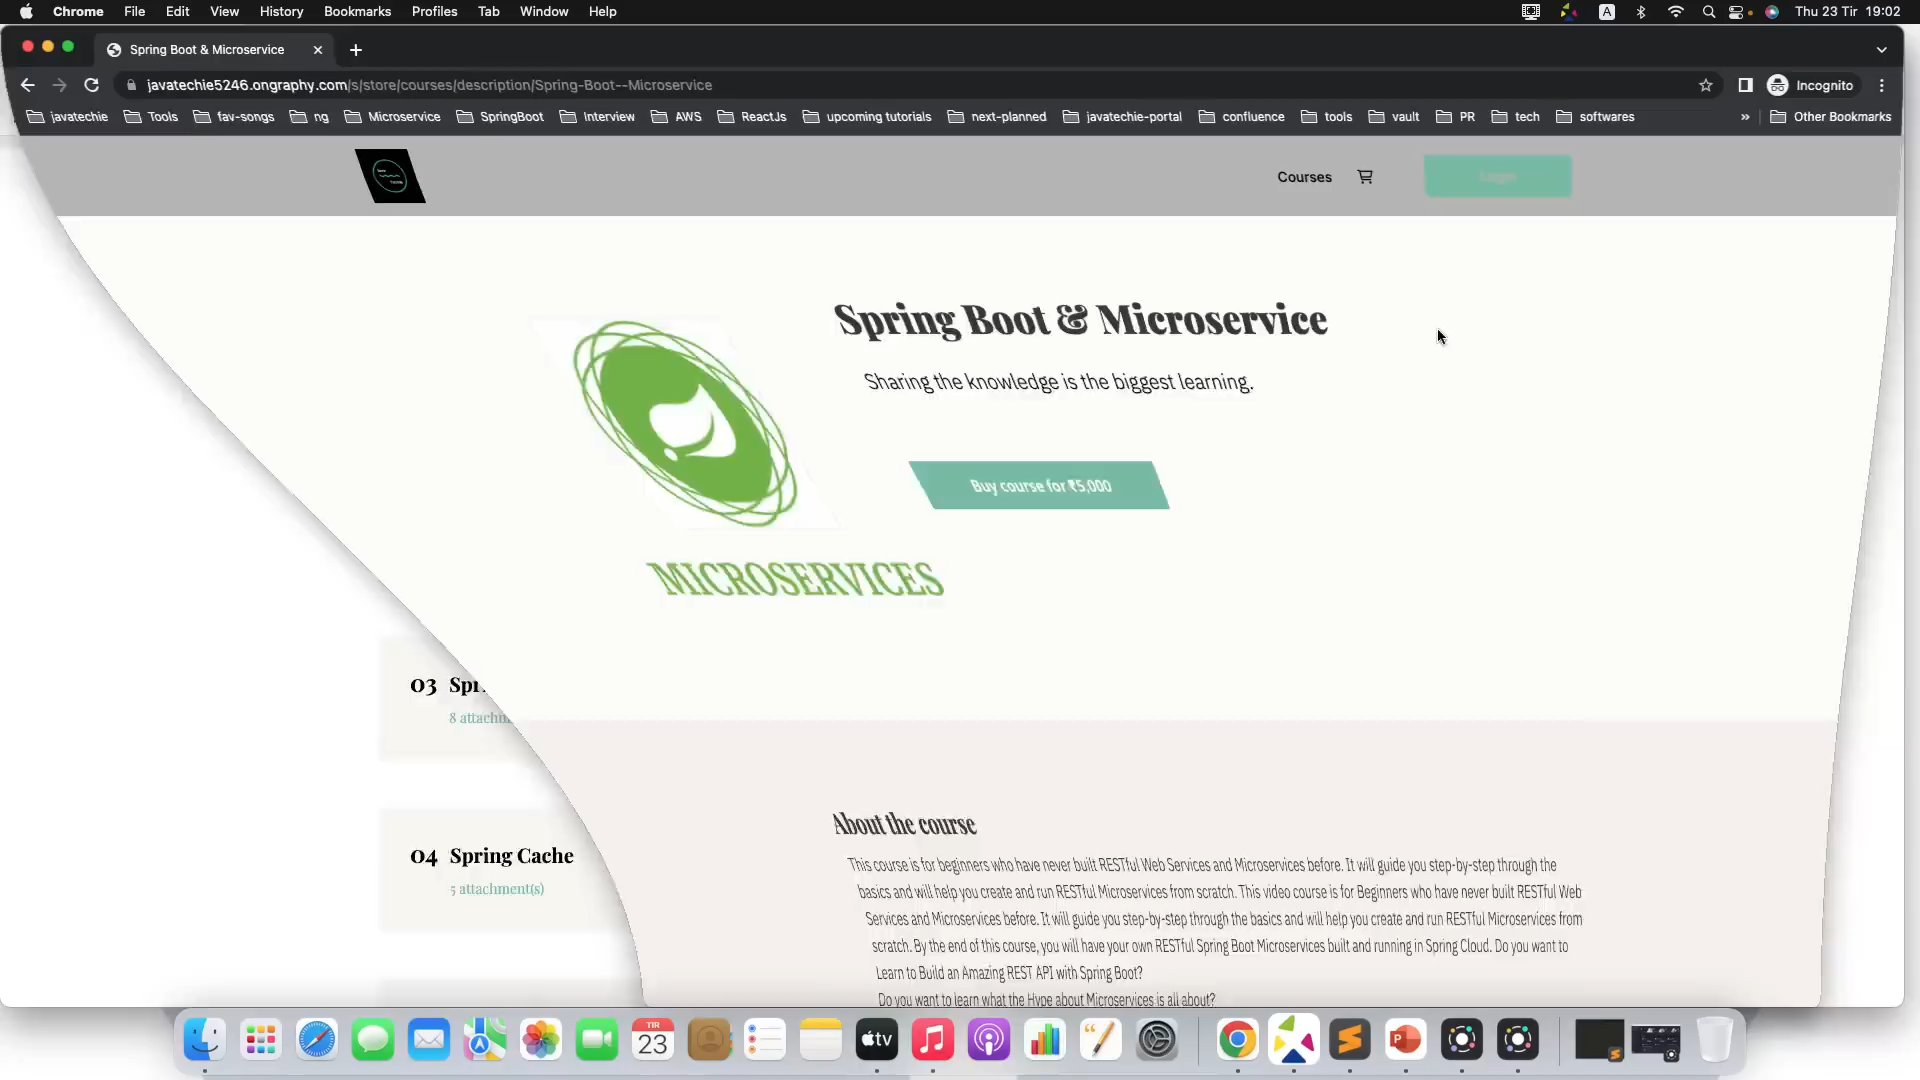 Chrome File Edit View History Bookmarks Profiles Tab Window Help A Thu 23 Tir 19:02
Spring Boot & Microservice
javatechie5246.ongraphy.com/s/store/courses/description/Spring-Boot--Microservice Incognito
javatechie Tools fav-songs ng Microservice SpringBoot Interview AWS ReactJs upcoming tutorials next-planned javatechie-portal confluence tools vault PR tech softwares » Other Bookmarks
Courses Login
Spring Boot & Microservice
Sharing the knowledge is the biggest learning.
Buy course for ₹5,000
MICROSERVICES
03 Spri
8 attachm
04 Spring Cache
5 attachment(s)
About the course
This course is for beginners who have never built RESTful Web Services and Microservices before. It will guide you step-by-step through the
basics and will help you create and run RESTful Microservices from scratch. This video course is for Beginners who have never built RESTful Web
Services and Microservices before. It will guide you step-by-step through the basics and will help you create and run RESTful Microservices from
scratch. By the end of this course, you will have your own RESTful Spring Boot Microservices built and running in Spring Cloud. Do you want to
Learn to Build an Amazing REST API with Spring Boot?
Do you want to learn what the Hype about Microservices is all about?
TIR
23
tv